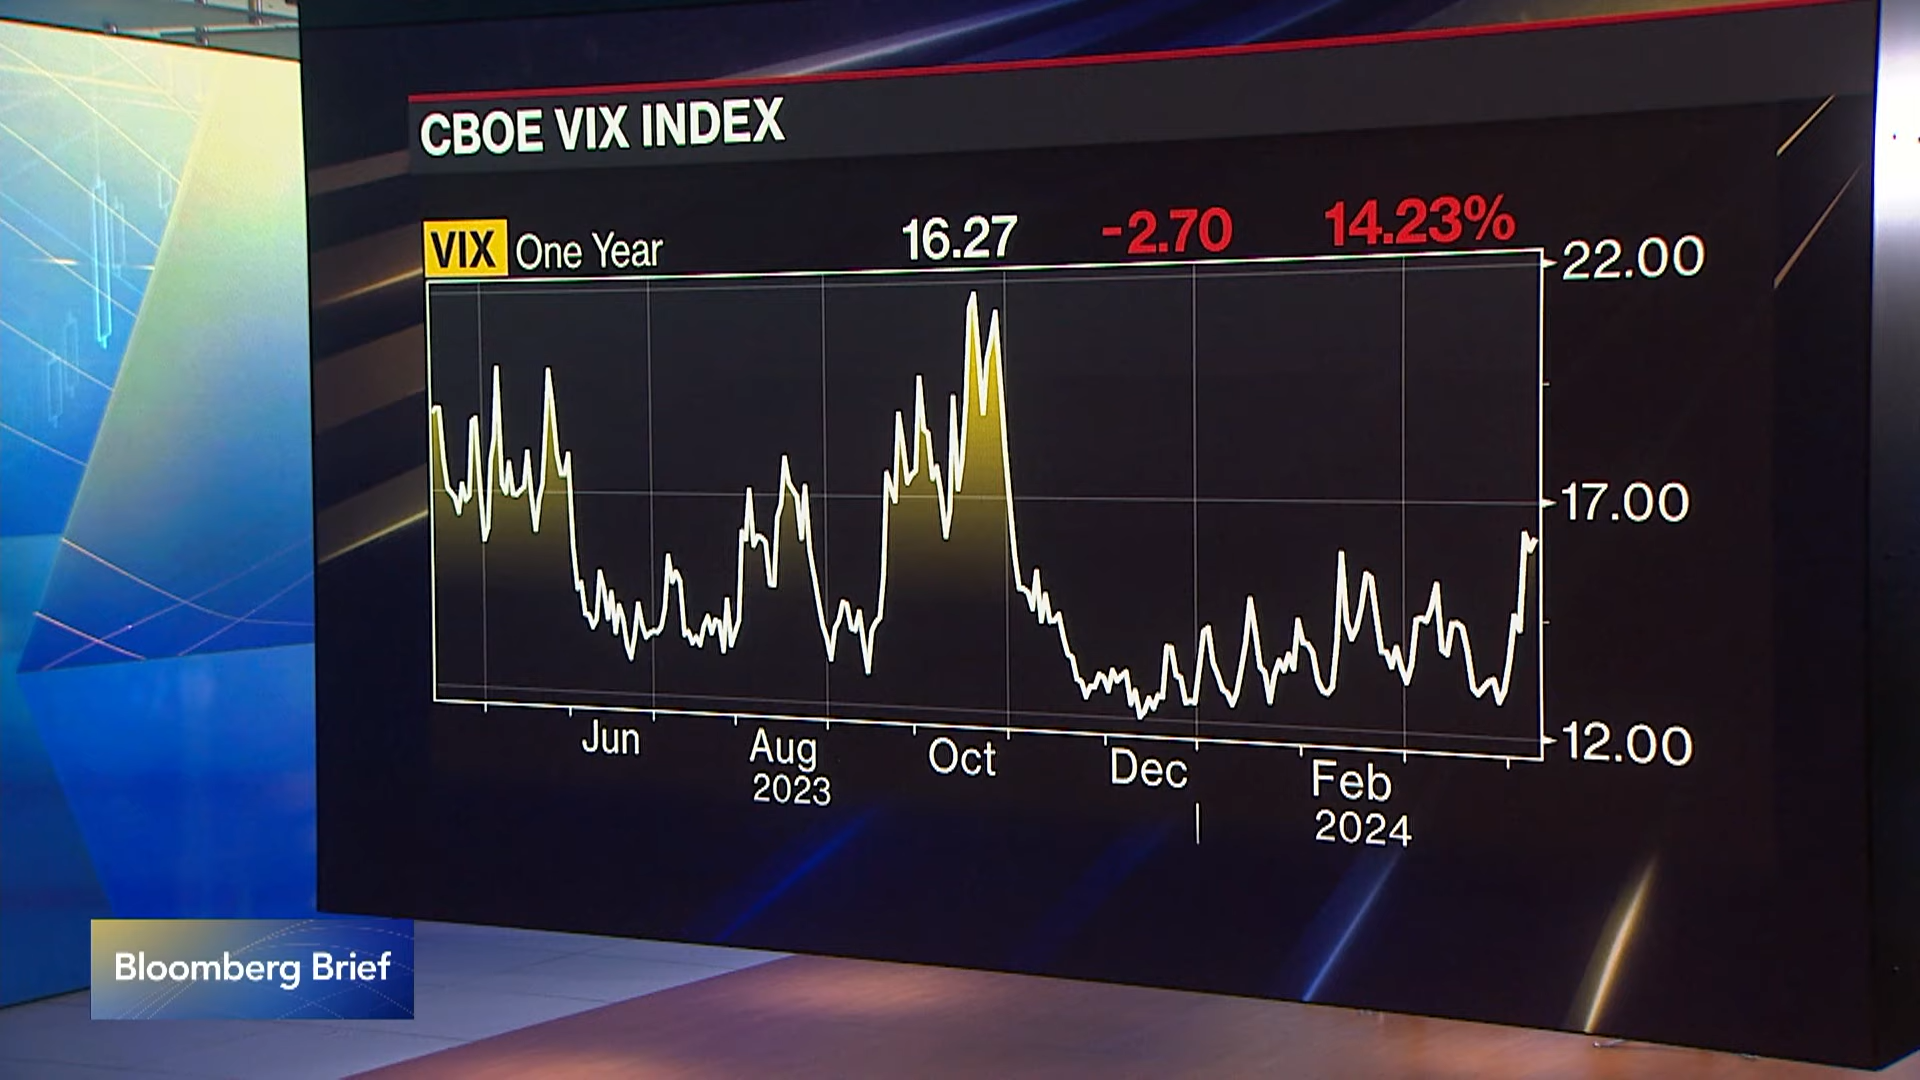 CBOE VIX INDEX
VIX One Year 16.27 -2.70 14.23%
22.00
17.00
12.00
Jun Aug Oct Dec Feb
2023 2024
Bloomberg Brief